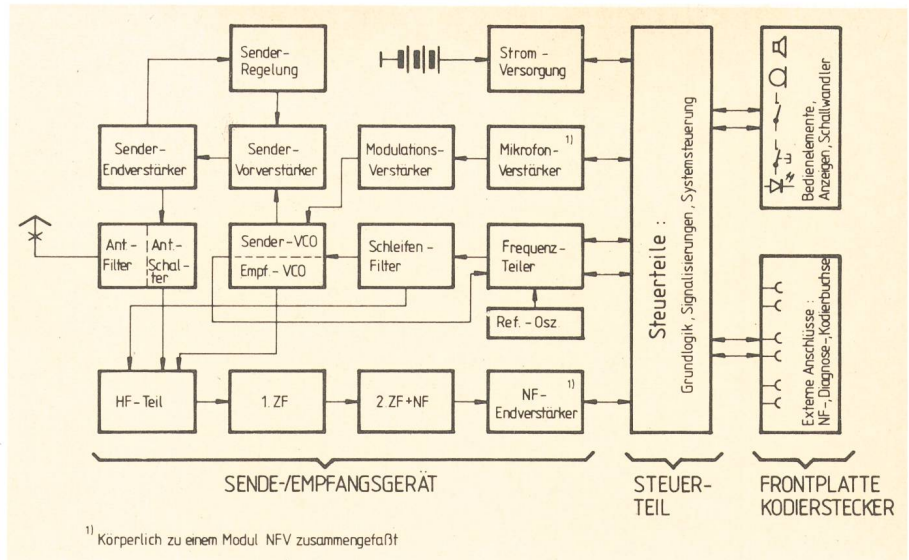 Sender-
Regelung
Strom-
Versorgung
Sender-
Endverstärker
Sender-
Vorverstärker
Modulations-
Verstärker
Mikrofon- 1)
Verstärker
Ant.-
Filter
Ant.-
Schal-
ter
Sender-VCO
Empf.-VCO
Schleifen-
Filter
Frequenz-
Teiler
Ref.-Osz
HF-Teil
1. ZF
2. ZF+NF
NF- 1)
Endverstärker
Steuerteile :
Grundlogik, Signalisierungen, Systemsteuerung
Bedienelemente,
Anzeigen, Schallwandler
Externe Anschlüsse :
NF-, Diagnose-, Kodierbuchse
SENDE-/EMPFANGSGERÄT
STEUER-
TEIL
FRONTPLATTE
KODIERSTECKER
1) Körperlich zu einem Modul NFV zusammengefaßt